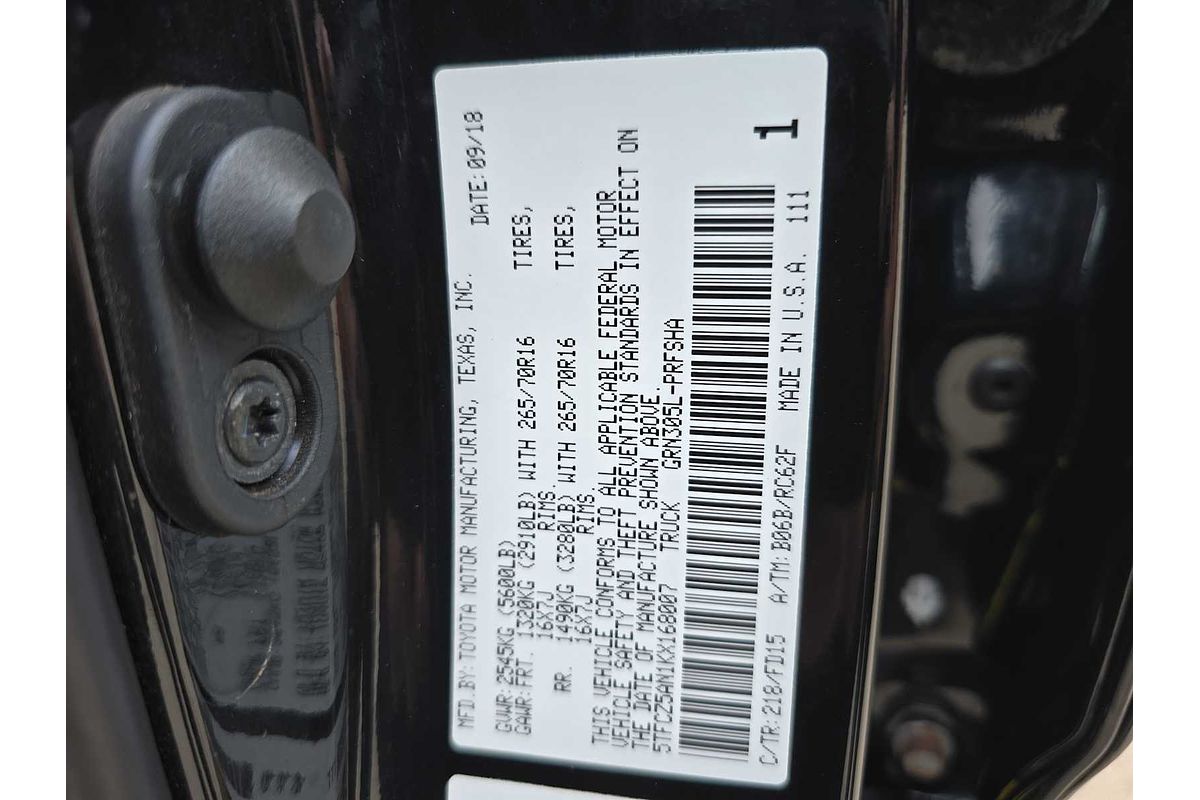 MFD. BY: TOYOTA MOTOR MANUFACTURING, TEXAS, INC.
DATE: 09/18
GVWR: 2545KG (5600LB)
GAWR: FRT. 1320KG (2910LB) WITH 265/70R16 TIRES,
16X7J RIMS
RR. 1490KG (3280LB) WITH 265/70R16 TIRES,
16X7J RIMS
THIS VEHICLE CONFORMS TO ALL APPLICABLE FEDERAL MOTOR
VEHICLE SAFETY AND THEFT PREVENTION STANDARDS IN EFFECT ON
THE DATE OF MANUFACTURE SHOWN ABOVE.
5TFCZ5AN1KX168007 TRUCK GRN305L-PRFSHA
1
C/TR: 218/FD15 A/TM: B06B/RC62F MADE IN U.S.A. 111